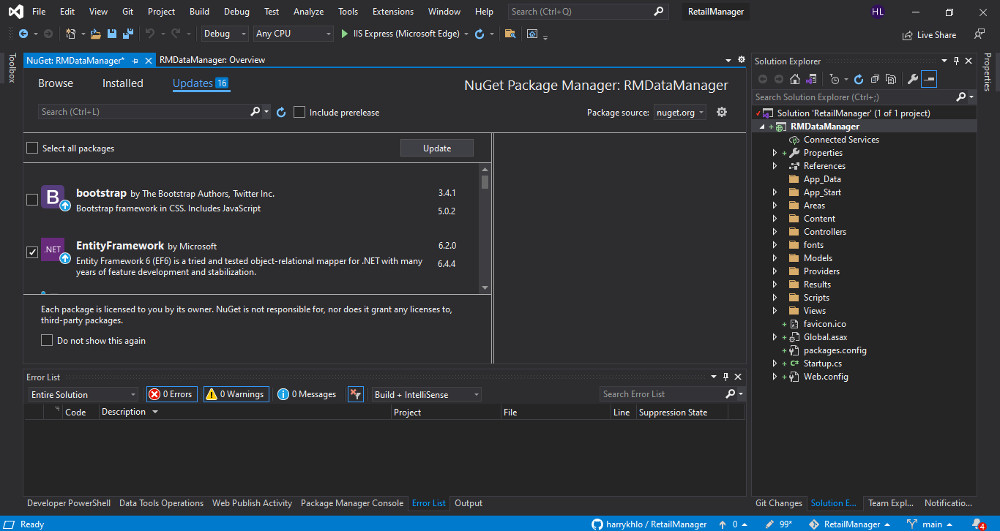 File Edit View Git Project Build Debug Test Analyze Tools Extensions Window Help Search (Ctrl+Q) RetailManager HL
Debug Any CPU IIS Express (Microsoft Edge) Live Share
Toolbox
NuGet: RMDataManager* RMDataManager: Overview
Browse Installed Updates 16 NuGet Package Manager: RMDataManager
Search (Ctrl+L) Include prerelease Package source: nuget.org
Select all packages Update
B bootstrap by The Bootstrap Authors, Twitter Inc. 3.4.1
Bootstrap framework in CSS. Includes JavaScript 5.0.2
.NET EntityFramework by Microsoft 6.2.0
Entity Framework 6 (EF6) is a tried and tested object-relational mapper for .NET with many 6.4.4
years of feature development and stabilization.
Each package is licensed to you by its owner. NuGet is not responsible for, nor does it grant any licenses to,
third-party packages.
Do not show this again
Error List
Entire Solution 0 Errors 0 Warnings 0 Messages Build + IntelliSense Search Error List
Code Description Project File Line Suppression State
Developer PowerShell Data Tools Operations Web Publish Activity Package Manager Console Error List Output
Solution Explorer
Search Solution Explorer (Ctrl+;)
Solution 'RetailManager' (1 of 1 project)
RMDataManager
Connected Services
Properties
References
App_Data
App_Start
Areas
Content
Controllers
fonts
Models
Providers
Results
Scripts
Views
favicon.ico
Global.asax
packages.config
C# Startup.cs
Web.config
Git Changes Solution E... Team Expl... Notificatio...
Properties
Ready harrykhlo / RetailManager 0 99* RetailManager main 4